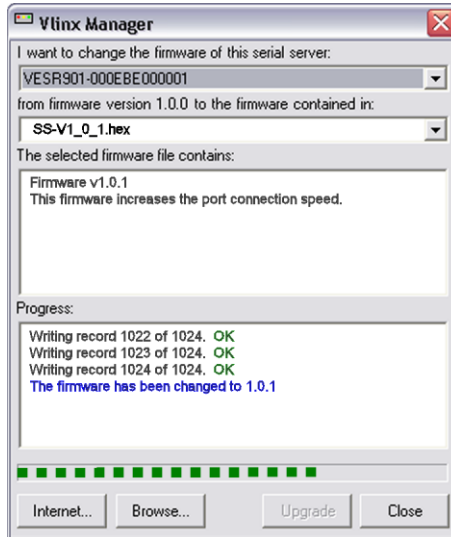 Vlinx Manager
I want to change the firmware of this serial server:
VESR901-000EBE000001
from firmware version 1.0.0 to the firmware contained in:
SS-V1_0_1.hex
The selected firmware file contains:
Firmware v1.0.1
This firmware increases the port connection speed.
Progress:
Writing record 1022 of 1024. OK
Writing record 1023 of 1024. OK
Writing record 1024 of 1024. OK
The firmware has been changed to 1.0.1
Internet... Browse... Upgrade Close